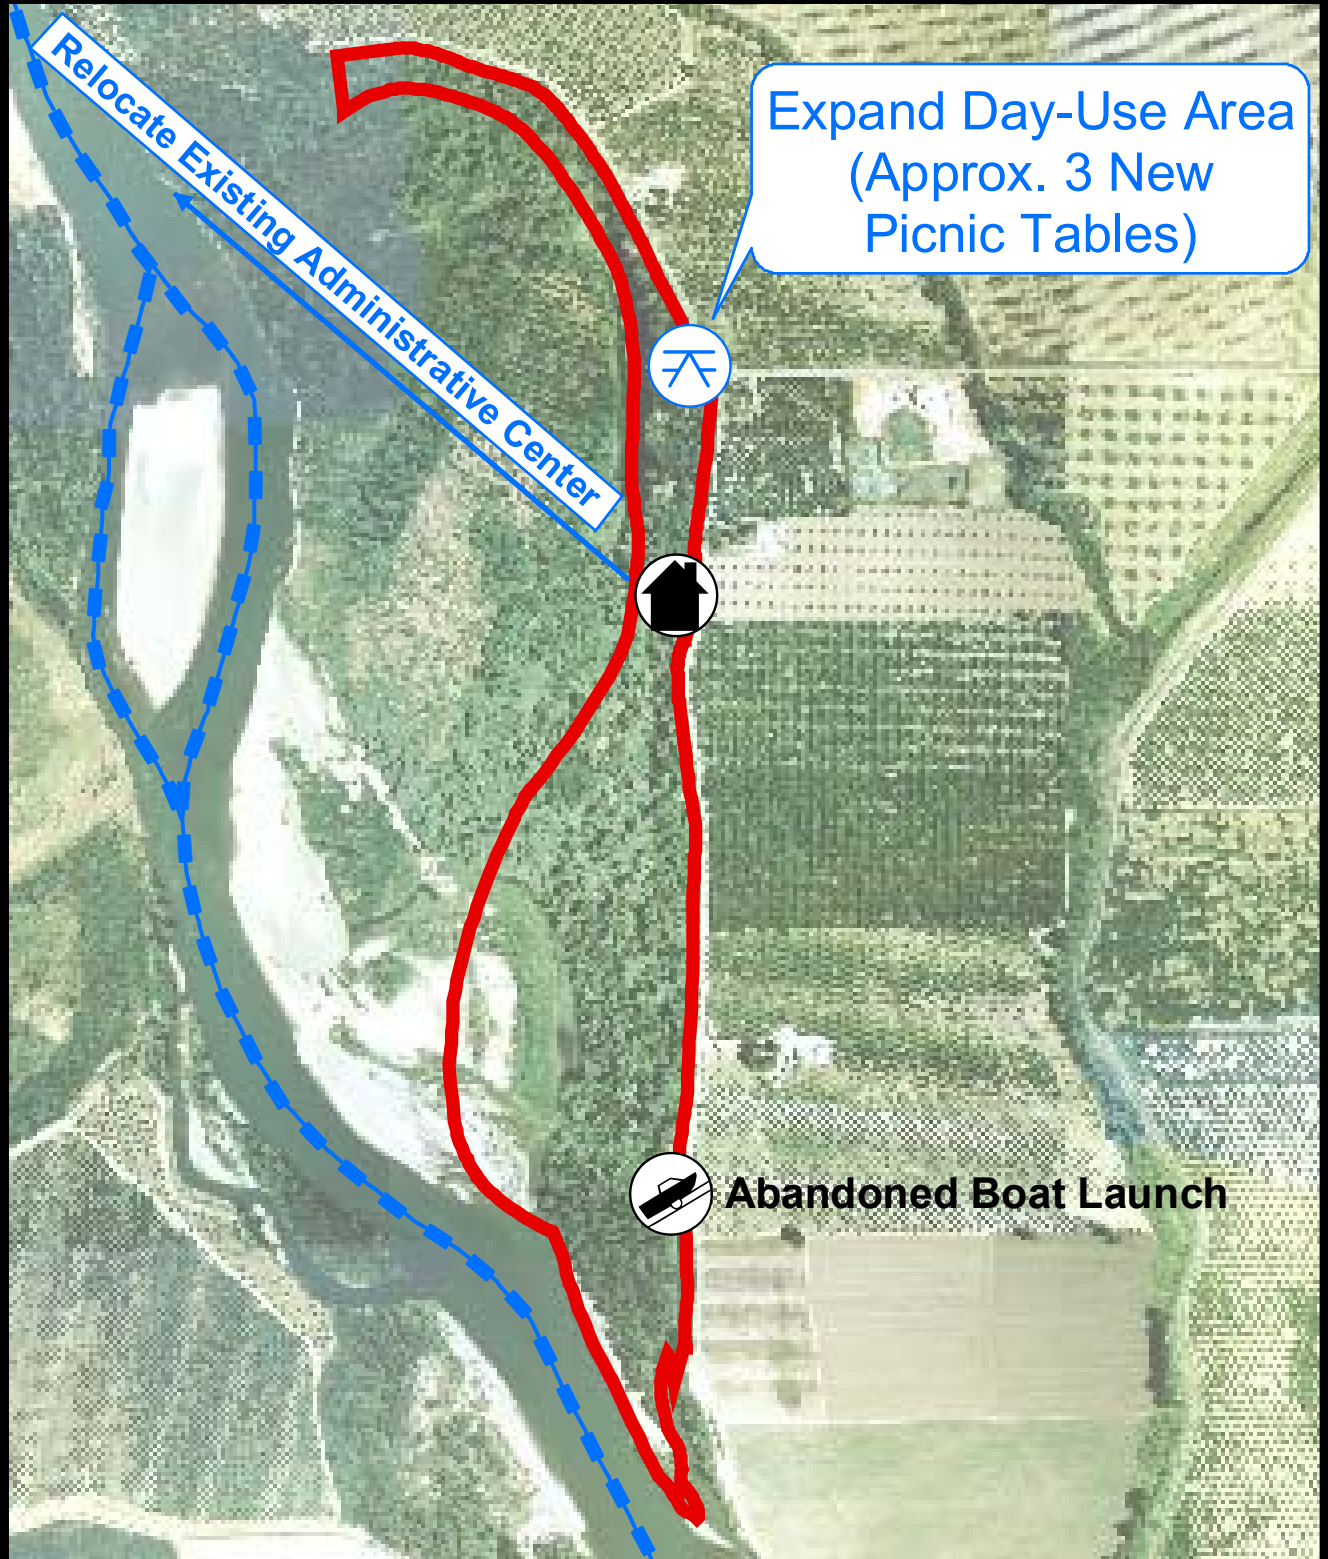 Relocate Existing Administrative Center
Expand Day-Use Area
(Approx. 3 New
Picnic Tables)
Abandoned Boat Launch